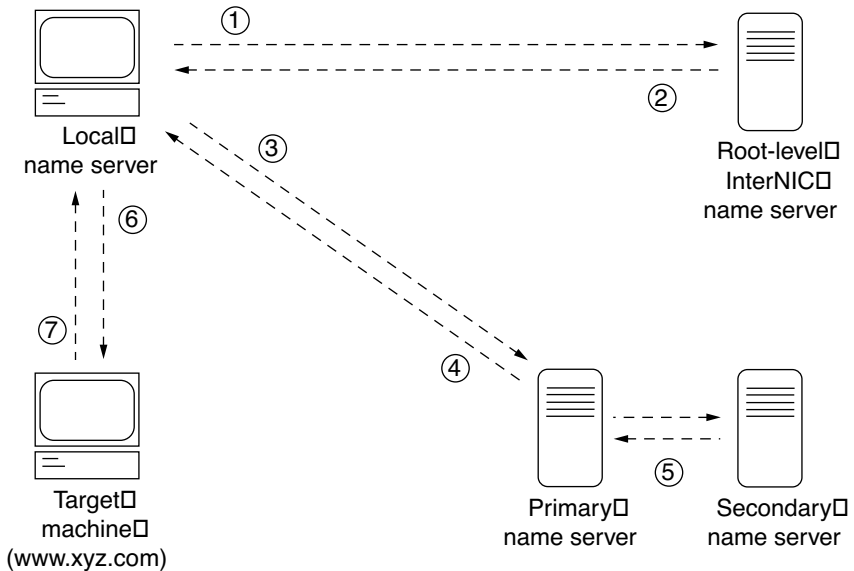 ①
②
Local□
name server
③
Root-level□
InterNIC□
name server
⑥
⑦
④
⑤
Target□
machine□
(www.xyz.com)
Primary□
name server
Secondary□
name server